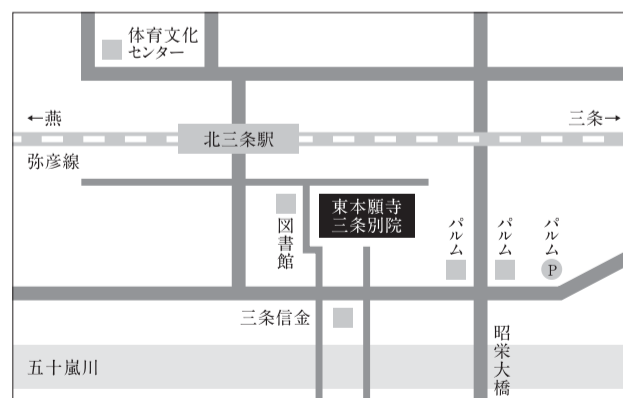 体育文化
センター
←燕
三条→
北三条駅
弥彦線
図書館
東本願寺
三条別院
パルム
パルム
パルム
P
三条信金
昭栄大橋
五十嵐川